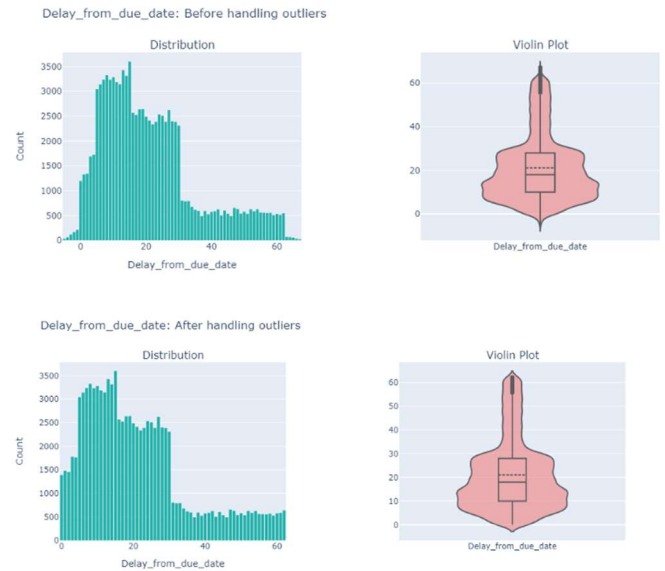 Delay_from_due_date: Before handling outliers
Distribution
Violin Plot
3500
3000
2500
2000
1500
1000
500
0
Count
0 20 40 60
Delay_from_due_date
60
40
20
0
Delay_from_due_date
Delay_from_due_date: After handling outliers
Distribution
Violin Plot
3500
3000
2500
2000
1500
1000
500
0
Count
0 20 40 60
Delay_from_due_date
60
50
40
30
20
10
0
Delay_from_due_date